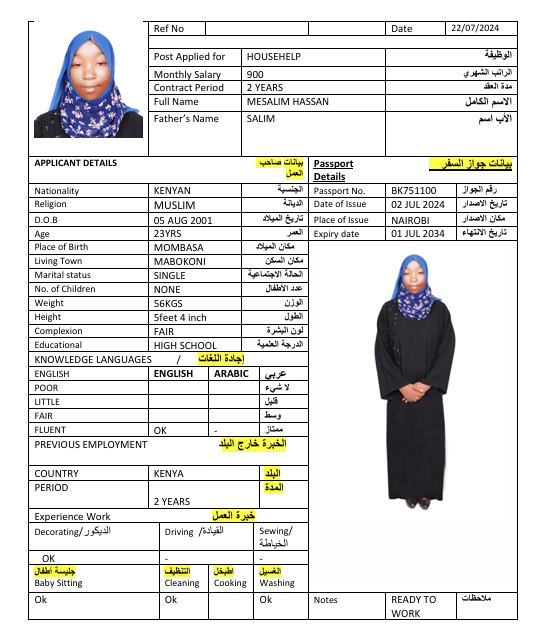 Ref No Date 22/07/2024
Post Applied for HOUSEHELP الوظيفة
Monthly Salary 900 الراتب الشهري
Contract Period 2 YEARS مدة العقد
Full Name MESALIM HASSAN الاسم الكامل
Father's Name SALIM الأب اسم
APPLICANT DETAILS بيانات صاحب العمل
Passport Details بيانات جواز السفر
Nationality KENYAN الجنسية Passport No. BK751100 رقم الجواز
Religion MUSLIM الديانة Date of Issue 02 JUL 2024 تاريخ الاصدار
D.O.B 05 AUG 2001 تاريخ الميلاد Place of Issue NAIROBI مكان الاصدار
Age 23YRS العمر Expiry date 01 JUL 2034 تاريخ الانتهاء
Place of Birth MOMBASA مكان الميلاد
Living Town MABOKONI مكان السكن
Marital status SINGLE الحالة الاجتماعية
No. of Children NONE عدد الأطفال
Weight 56KGS الوزن
Height 5feet 4 inch الطول
Complexion FAIR لون البشرة
Educational HIGH SCHOOL الدرجة العلمية
KNOWLEDGE LANGUAGES / إجادة اللغات
ENGLISH ENGLISH ARABIC عربي
POOR لا شيء
LITTLE قليل
FAIR وسط
FLUENT OK - ممتاز
PREVIOUS EMPLOYMENT الخبرة خارج البلد
COUNTRY KENYA البلد
PERIOD 2 YEARS المدة
Experience Work خبرة العمل
Decorating/الديكور Driving /القيادة Sewing/ الخياطة
OK - -
جليسة أطفال التنظيف اطبخل الغسيل
Baby Sitting Cleaning Cooking Washing
Ok Ok Ok Notes READY TO WORK ملاحظات